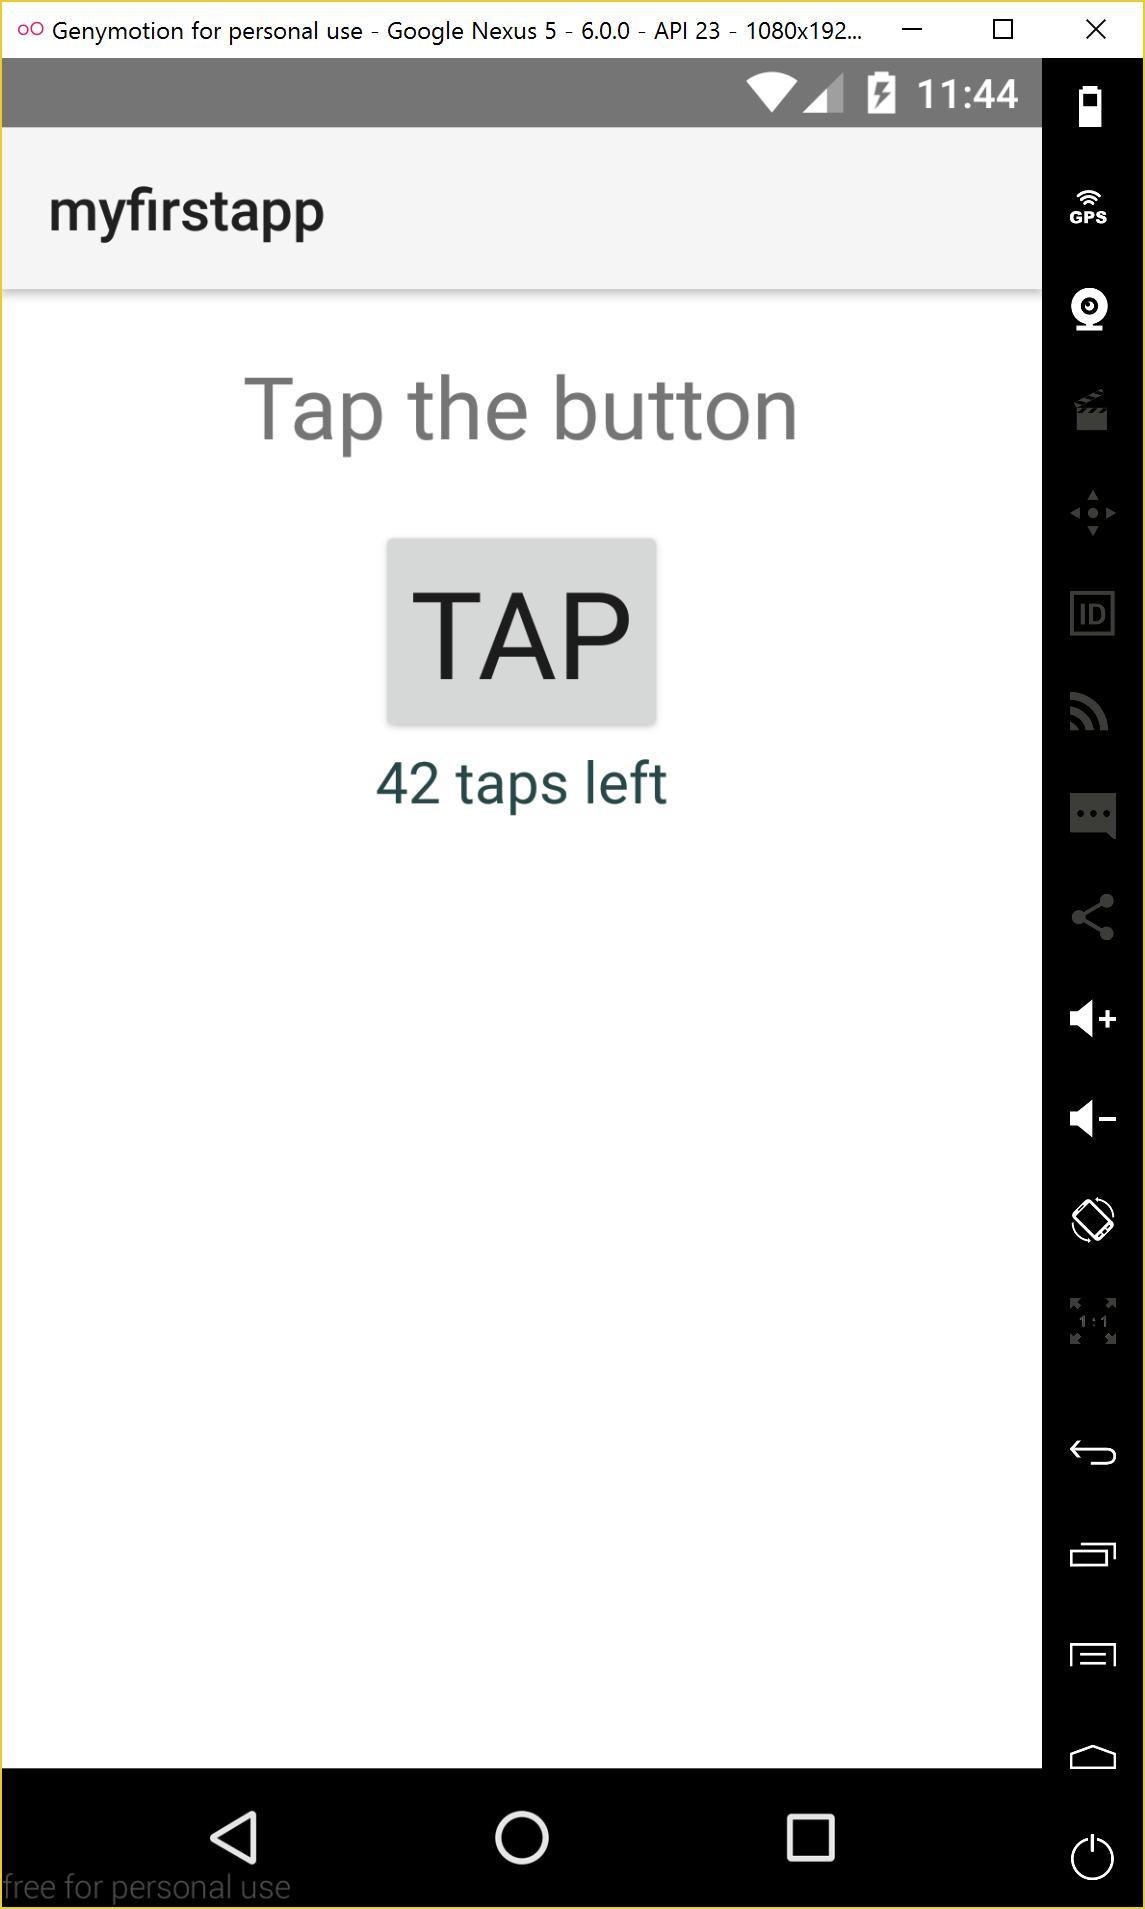 Genymotion for personal use - Google Nexus 5 - 6.0.0 - API 23 - 1080x192...
11:44
GPS
myfirstapp
Tap the button
TAP
ID
42 taps left
1:1
free for personal use